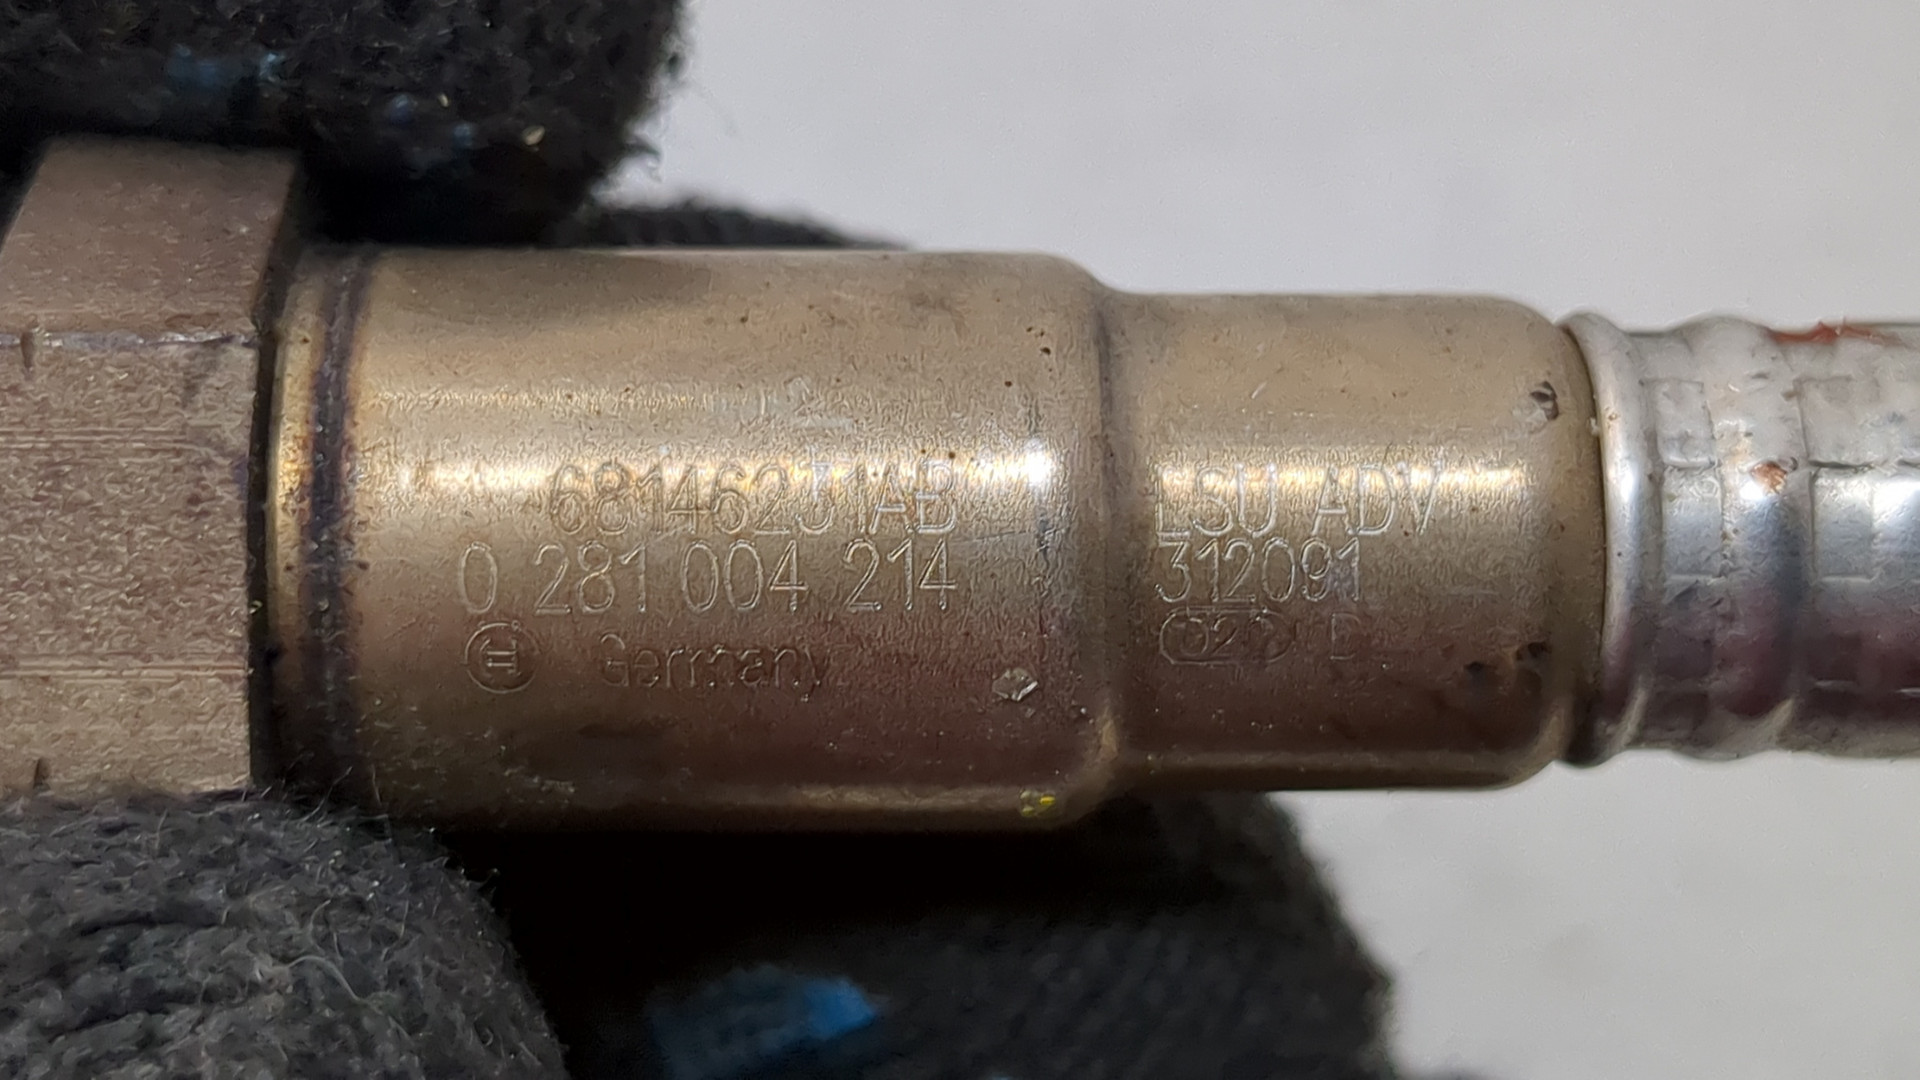 68146231AB
0 281 004 214
Germany
LSU ADV
312091